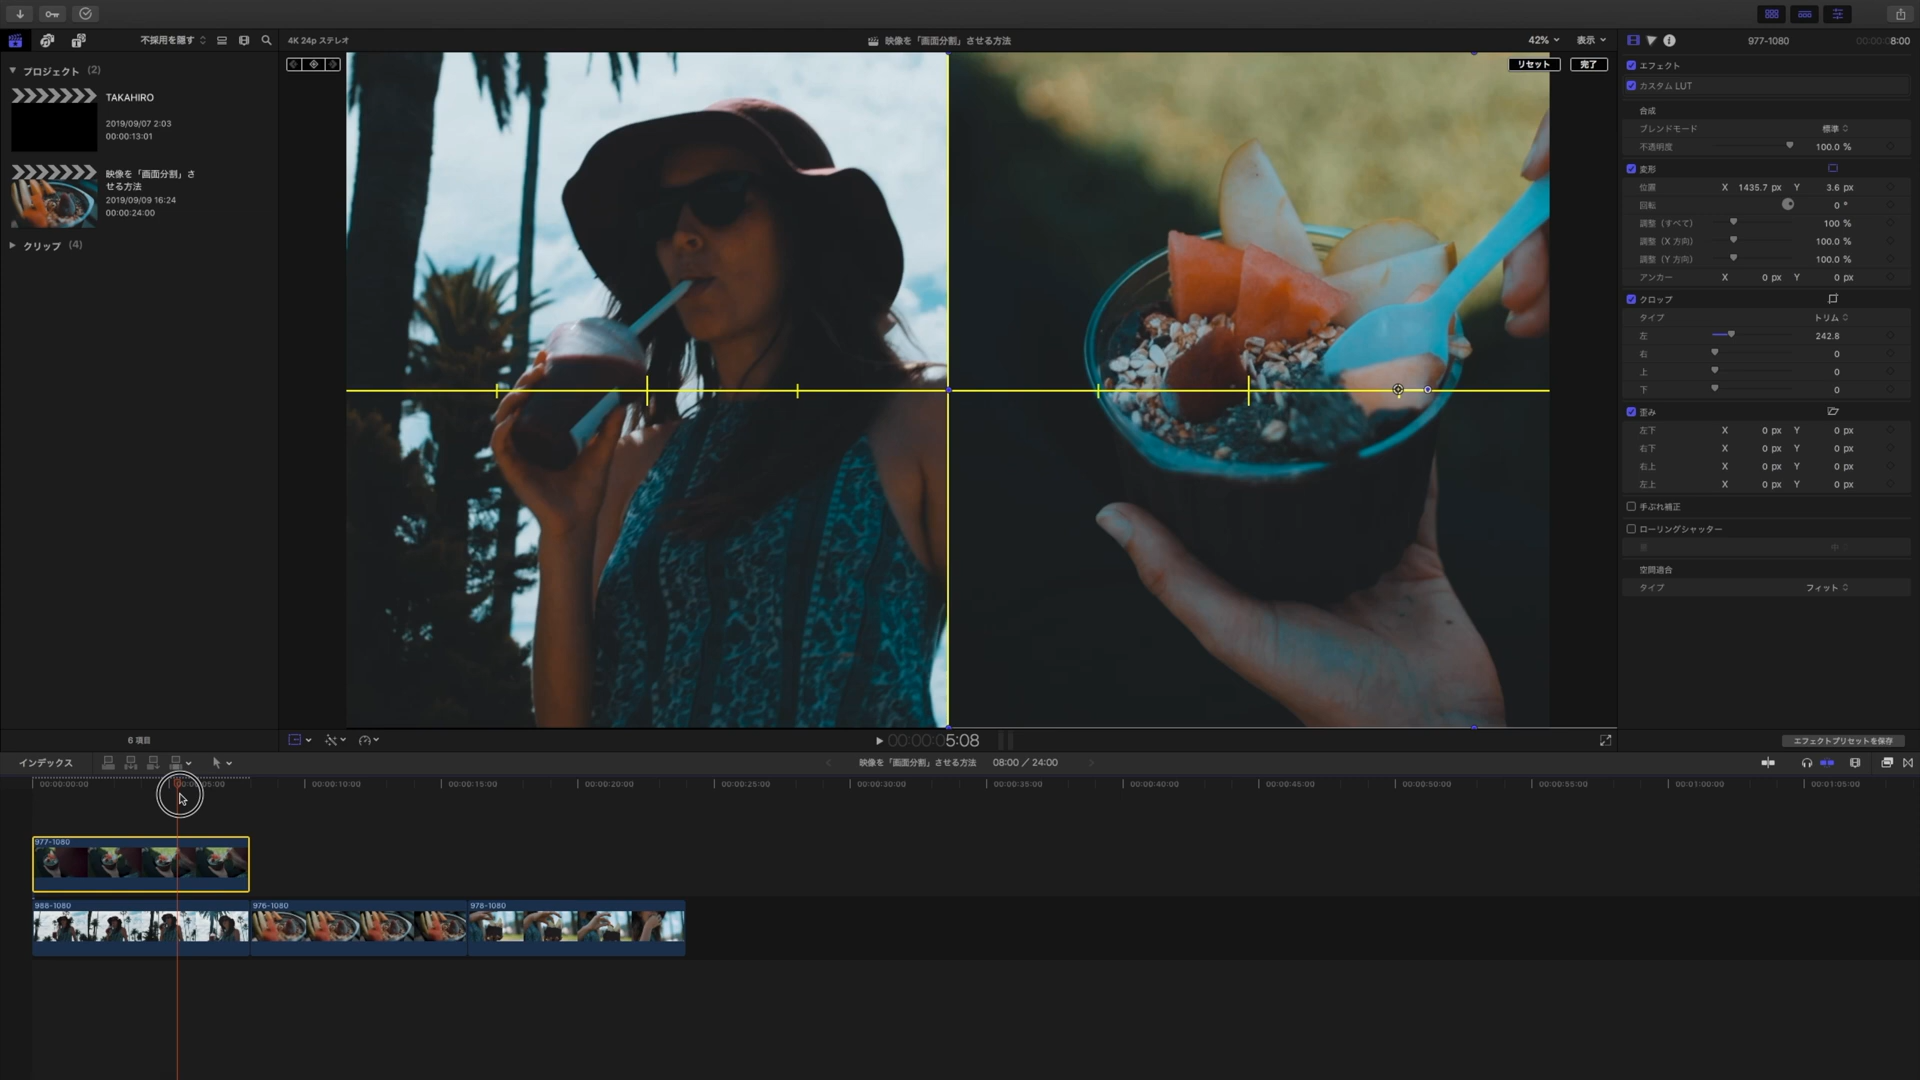 不採用を隠す
4K 24p ステレオ
映像を「画面分割」させる方法
42%
表示
977-1080
00:00:08:00
プロジェクト (2)
TAKAHIRO
2019/09/07 2:03
00:00:13:01
映像を「画面分割」さ
せる方法
2019/09/09 16:24
00:00:24:00
クリップ (4)
6 項目
リセット
完了
エフェクト
カスタム LUT
合成
ブレンドモード 標準
不透明度 100.0 %
変形
位置 X 1435.7 px Y 3.6 px
回転 0 °
調整（すべて） 100 %
調整（X 方向） 100.0 %
調整（Y 方向） 100.0 %
アンカー X 0 px Y 0 px
クロップ
タイプ トリム
左 242.8
右 0
上 0
下 0
歪み
左下 X 0 px Y 0 px
右下 X 0 px Y 0 px
右上 X 0 px Y 0 px
左上 X 0 px Y 0 px
手ぶれ補正
ローリングシャッター
量 中
空間適合
タイプ フィット
エフェクトプリセットを保存
00:00:05:08
インデックス
映像を「画面分割」させる方法
08:00 / 24:00
00:00:00:00
00:00:10:00
00:00:15:00
00:00:20:00
00:00:25:00
00:00:30:00
00:00:35:00
00:00:40:00
00:00:45:00
00:00:50:00
00:00:55:00
00:01:00:00
00:01:05:00
977-1080
988-1080
976-1080
978-1080